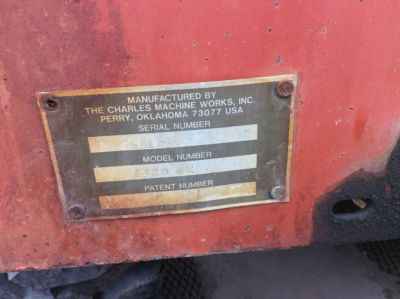 MANUFACTURED BY
THE CHARLES MACHINE WORKS, INC.
PERRY, OKLAHOMA 73077 USA
SERIAL NUMBER
MODEL NUMBER
PATENT NUMBER